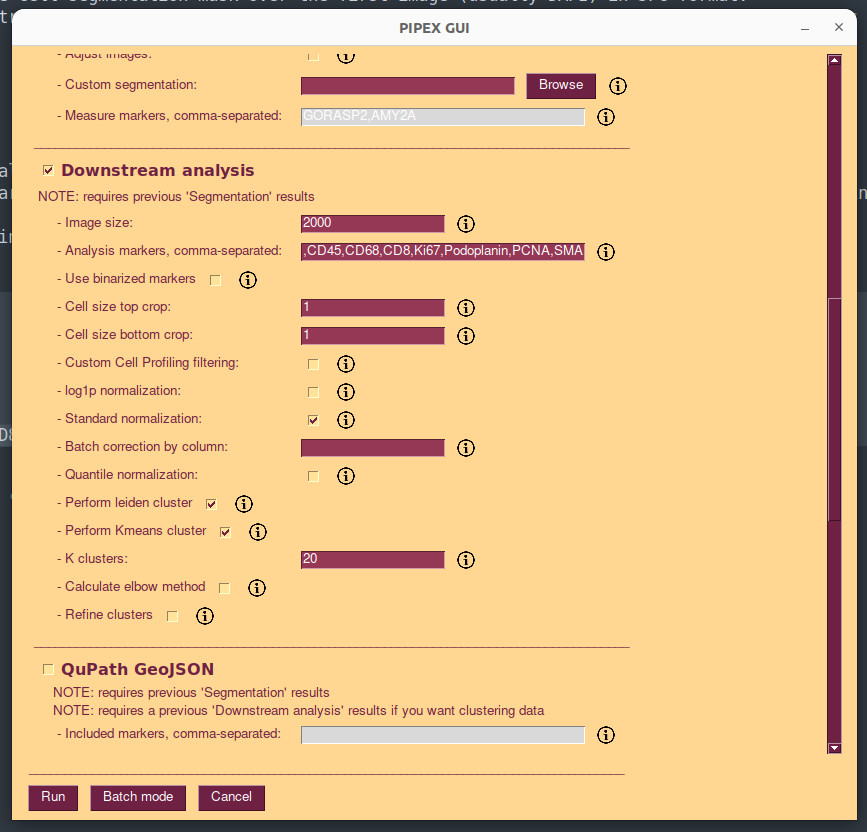 PIPEX GUI
- Adjust images:
- Custom segmentation: Browse
- Measure markers, comma-separated: GORASP2,AMY2A
Downstream analysis
NOTE: requires previous 'Segmentation' results
- Image size: 2000
- Analysis markers, comma-separated: ,CD45,CD68,CD8,Ki67,Podoplanin,PCNA,SMA
- Use binarized markers
- Cell size top crop: 1
- Cell size bottom crop: 1
- Custom Cell Profiling filtering:
- log1p normalization:
- Standard normalization:
- Batch correction by column:
- Quantile normalization:
- Perform leiden cluster
- Perform Kmeans cluster
- K clusters: 20
- Calculate elbow method
- Refine clusters
QuPath GeoJSON
NOTE: requires previous 'Segmentation' results
NOTE: requires a previous 'Downstream analysis' results if you want clustering data
- Included markers, comma-separated:
Run Batch mode Cancel